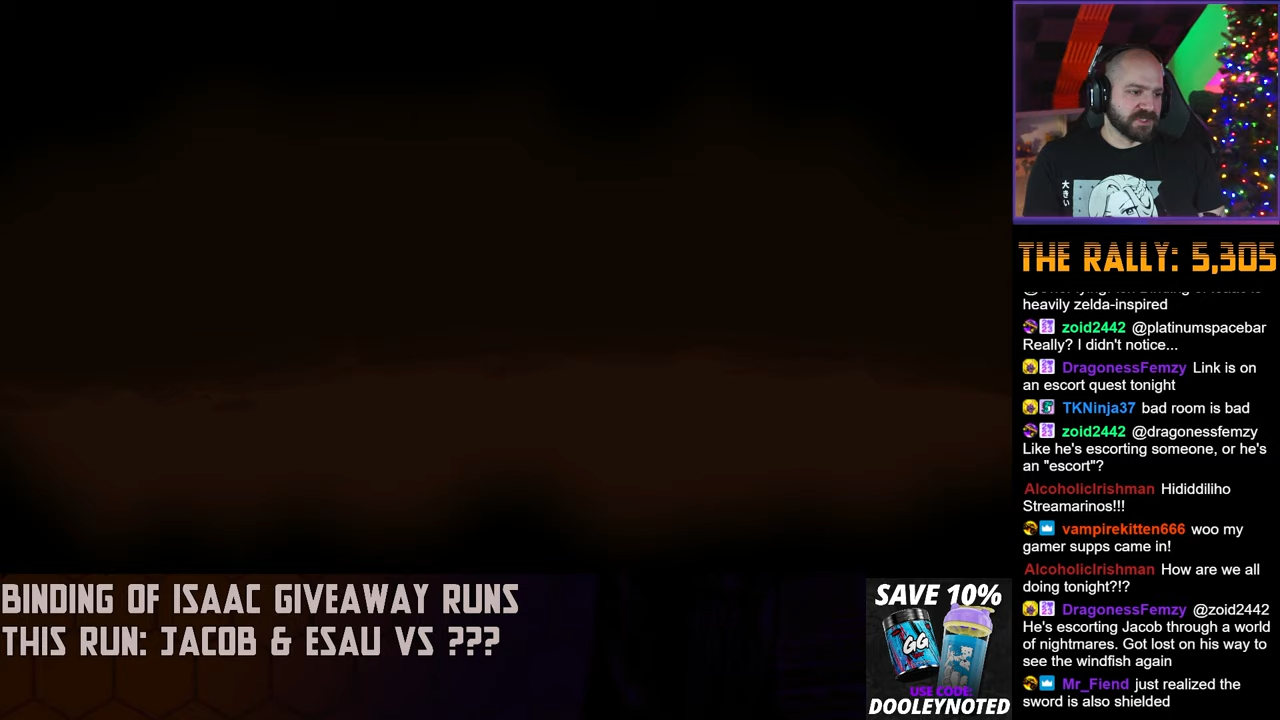 THE RALLY: 5,305
heavily zelda-inspired
zoid2442 @platinumspacebar
Really? I didn't notice...
DragonessFemzy Link is on
an escort quest tonight
TKNinja37 bad room is bad
zoid2442 @dragonessfemzy
Like he's escorting someone, or he's
an "escort"?
AlcoholicIrishman Hididdiliho
Streamarinos!!!
vampirekitten666 woo my
gamer supps came in!
AlcoholicIrishman How are we all
doing tonight?!?
DragonessFemzy @zoid2442
He's escorting Jacob through a world
of nightmares. Got lost on his way to
see the windfish again
Mr_Fiend just realized the
sword is also shielded
BINDING OF ISAAC GIVEAWAY RUNS
THIS RUN: JACOB & ESAU VS ???
SAVE 10%
GG
USE CODE:
DOOLEYNOTED
大きい